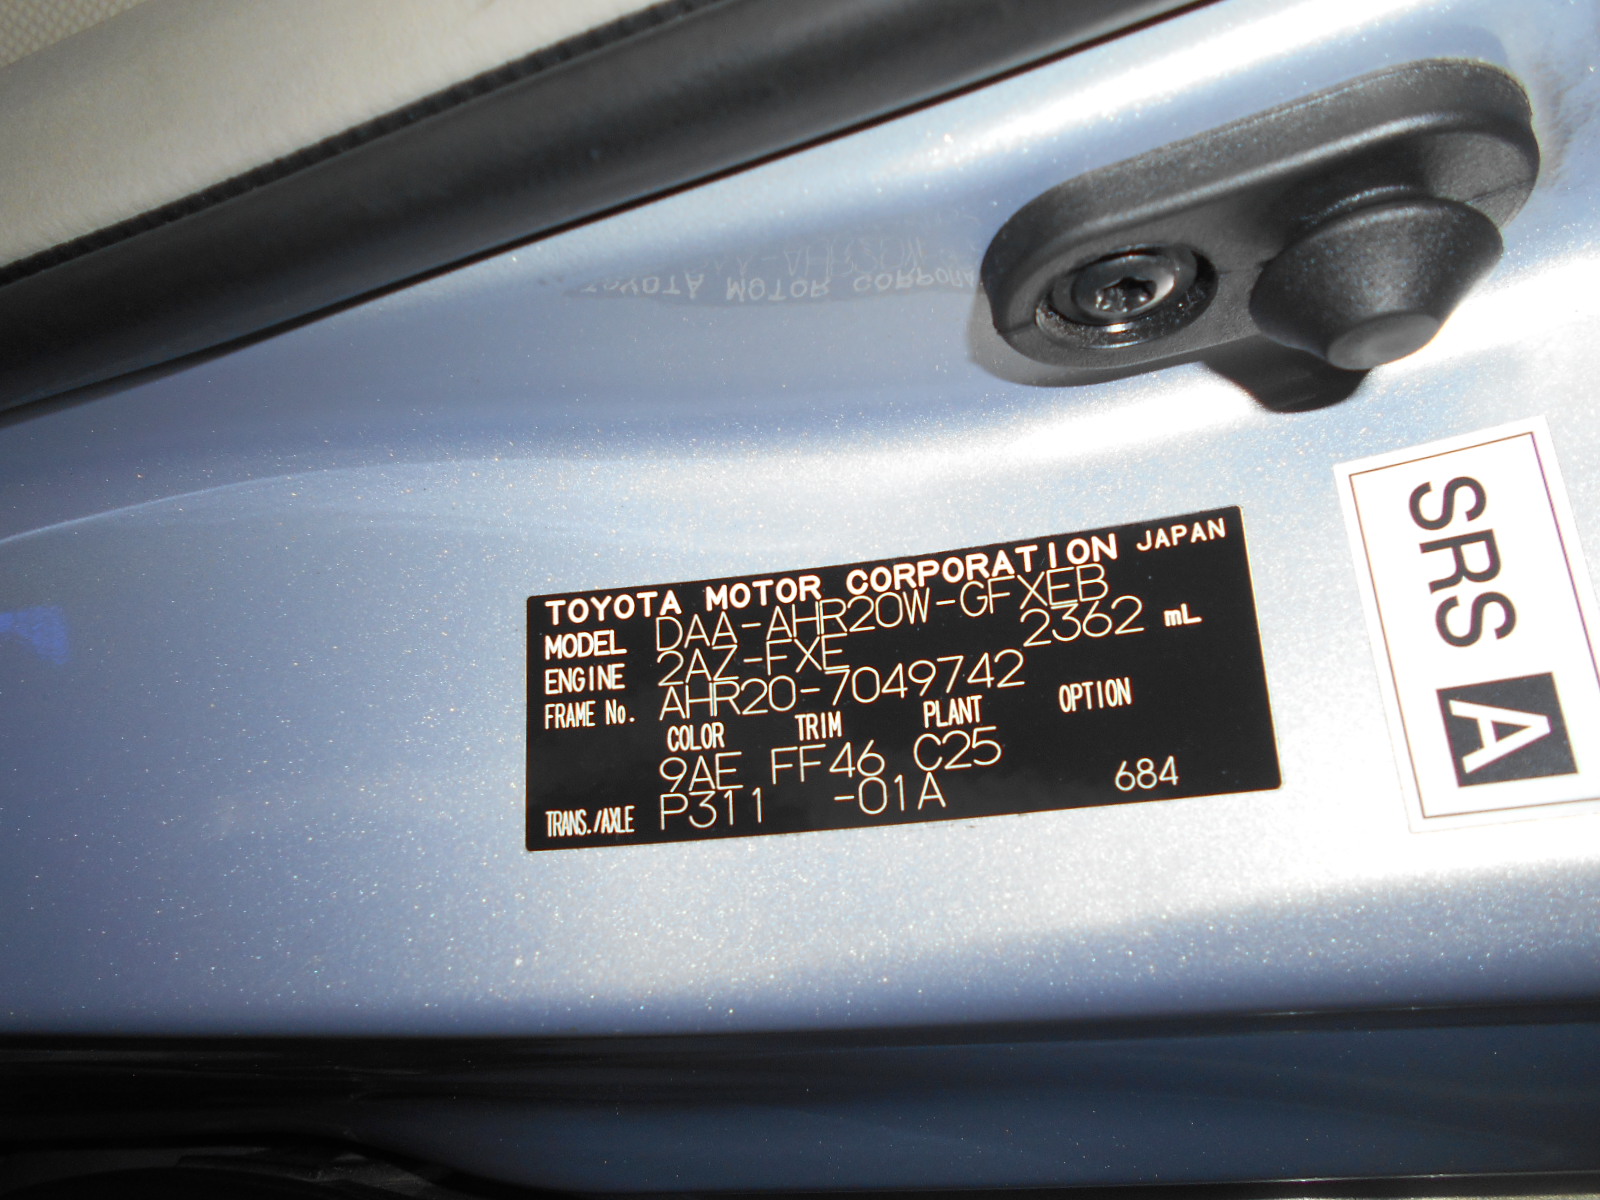 TOYOTA MOTOR CORPORATION JAPAN
MODEL DAA-AHR20W-GFXEB
ENGINE 2AZ-FXE 2362 mL
FRAME No. AHR20-7049742
COLOR TRIM PLANT OPTION
9AE FF46 C25
TRANS./AXLE P311 -01A 684
SRS A